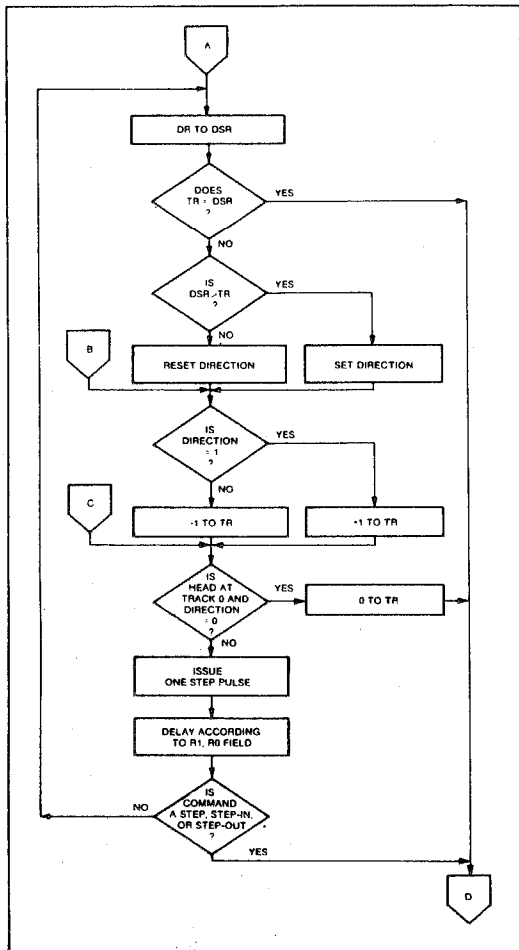 A
DR TO DSR
DOES
TR = DSR
?
YES
NO
IS
DSR>TR
?
YES
NO
B
RESET DIRECTION
SET DIRECTION
IS
DIRECTION
= 1
?
YES
NO
C
-1 TO TR
+1 TO TR
IS
HEAD AT
TRACK 0 AND
DIRECTION
= 0
?
YES
0 TO TR
NO
ISSUE
ONE STEP PULSE
DELAY ACCORDING
TO R1, R0 FIELD
NO
IS
COMMAND
A STEP, STEP-IN,
OR STEP-OUT
?
YES
D